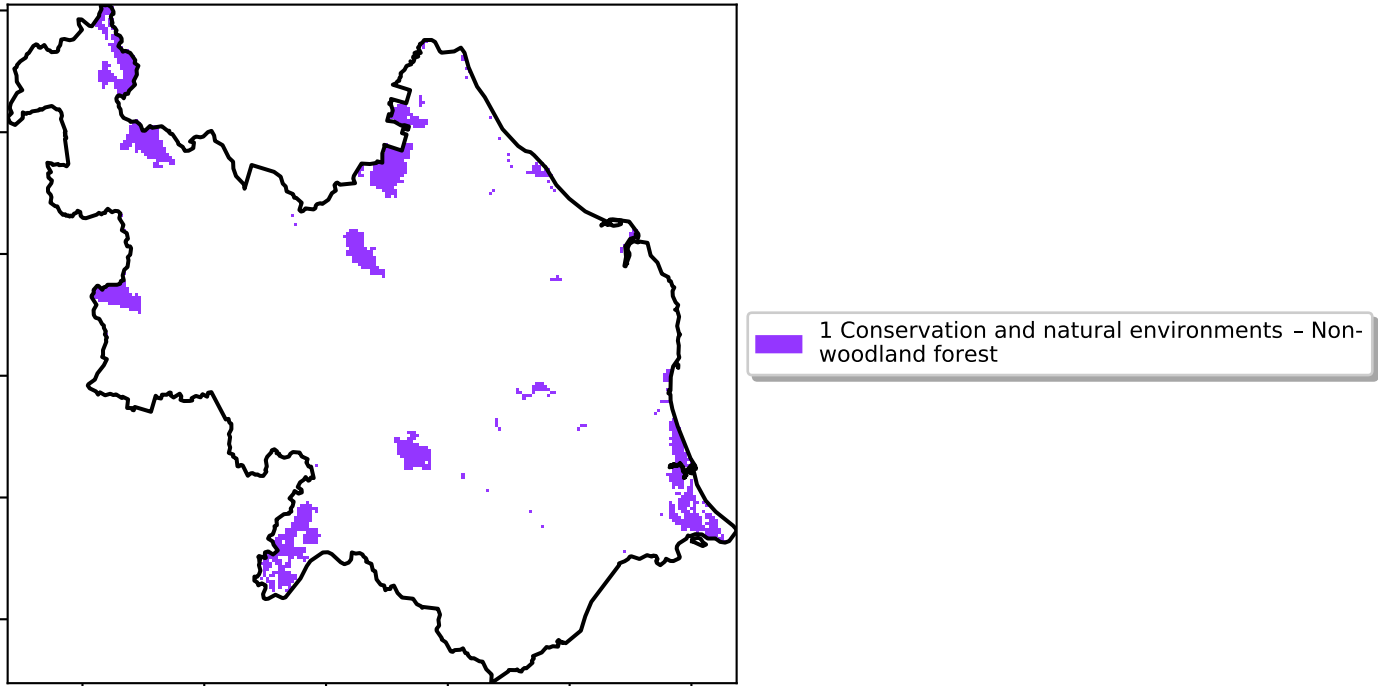 1 Conservation and natural environments – Non-
woodland forest